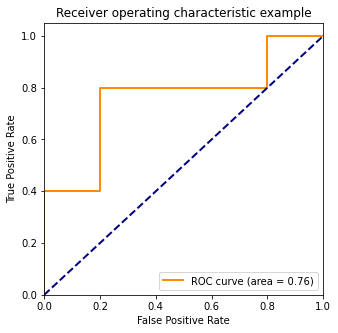 Receiver operating characteristic example
True Positive Rate
1.0
0.8
0.6
0.4
0.2
0.0
ROC curve (area = 0.76)
0.0 0.2 0.4 0.6 0.8 1.0
False Positive Rate